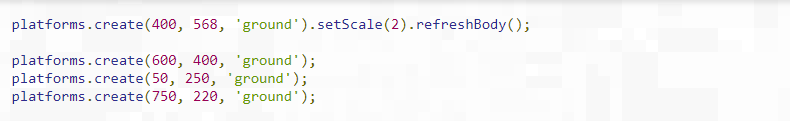 platforms.create(400, 568, 'ground').setScale(2).refreshBody();
platforms.create(600, 400, 'ground');
platforms.create(50, 250, 'ground');
platforms.create(750, 220, 'ground');